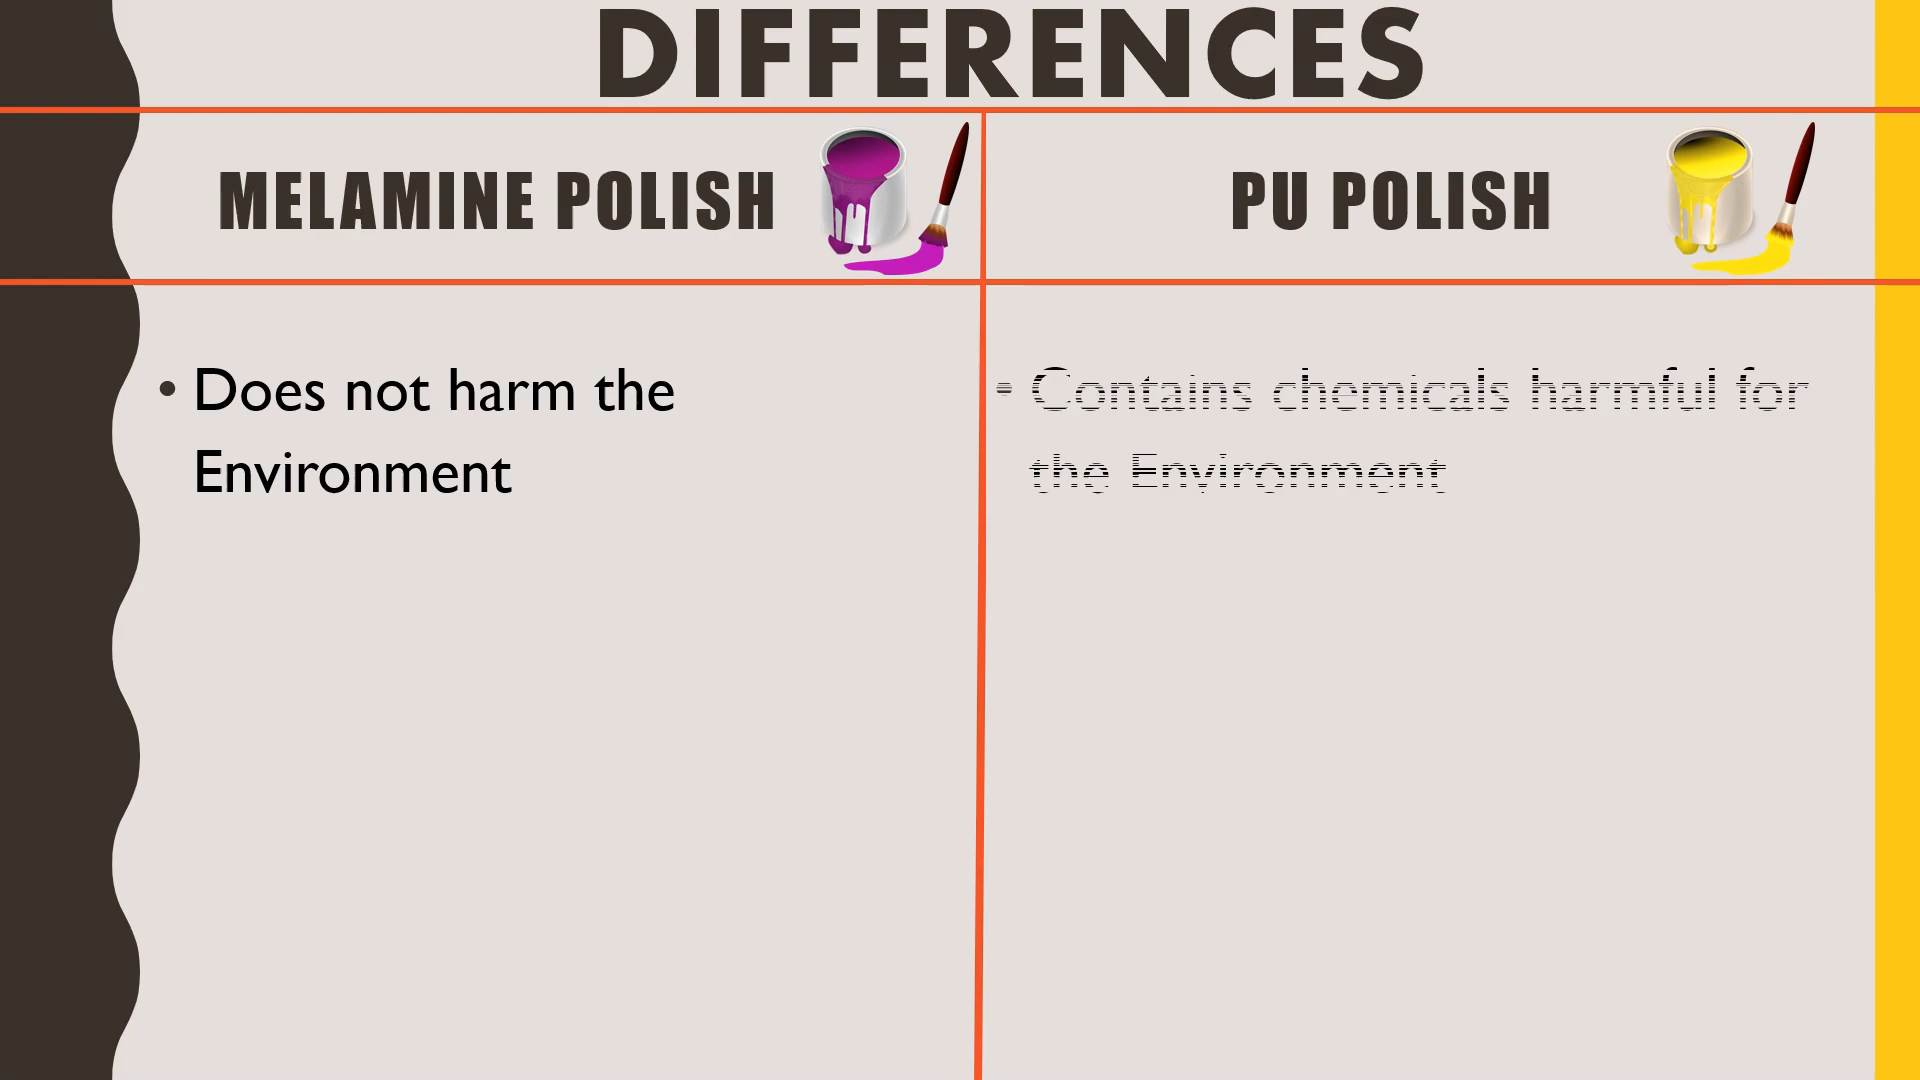 DIFFERENCES
MELAMINE POLISH
PU POLISH
• Does not harm the
Environment
• Contains chemicals harmful for
the Environment